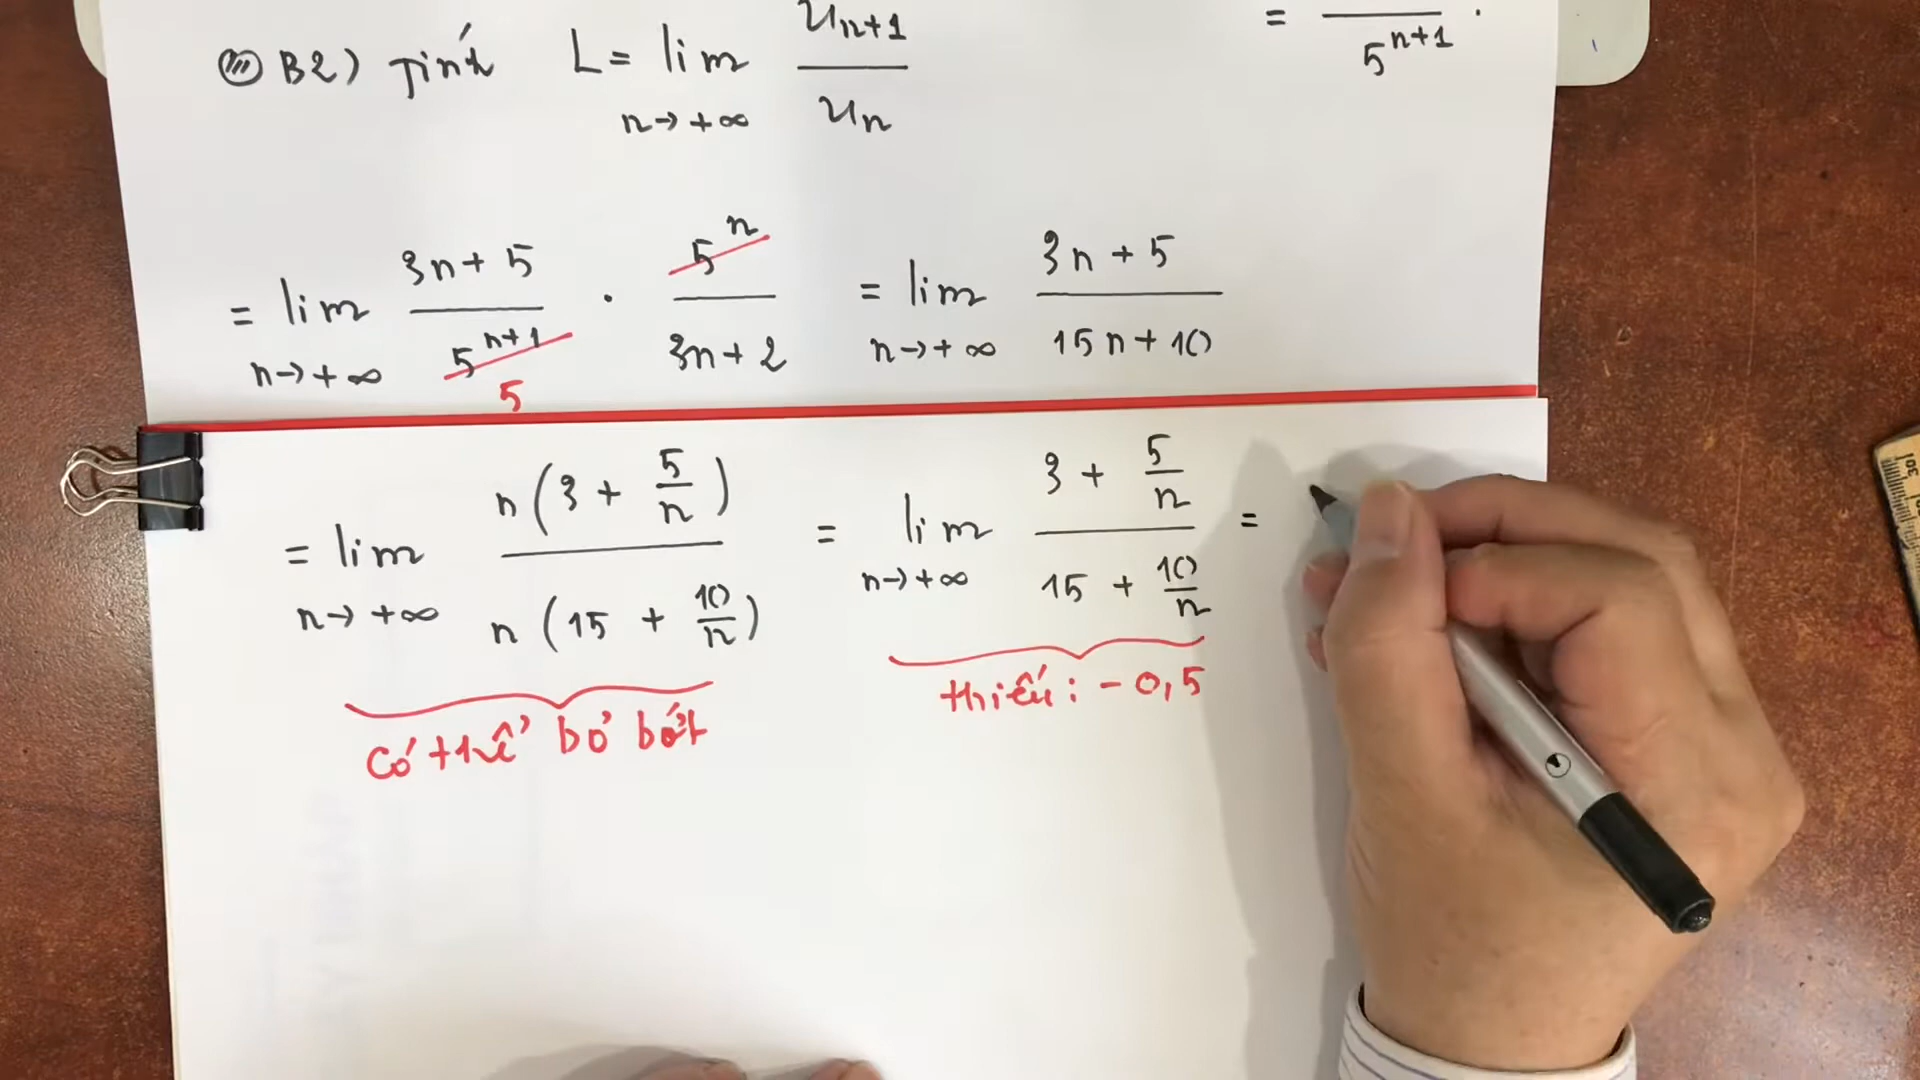 B2) Tính L = lim n→+∞ u_{n+1} / u_n
= — / 5^{n+1} .
= lim n→+∞ 3n+5 / 5^{n+1} 5 · 5^n / 3n+2 = lim n→+∞ 3n+5 / 15n+10
= lim n→+∞ n(3 + 5/n) / n(15 + 10/n) = lim n→+∞ 3 + 5/n / 15 + 10/n =
có thể bỏ bớt
thiếu: -0,5